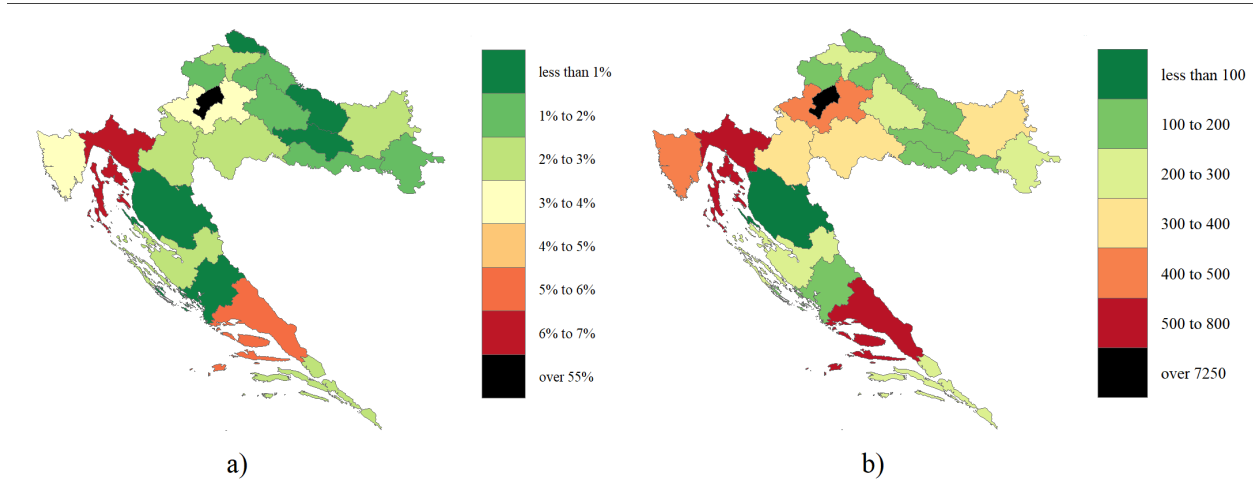 less than 1%
1% to 2%
2% to 3%
3% to 4%
4% to 5%
5% to 6%
6% to 7%
over 55%
a)
less than 100
100 to 200
200 to 300
300 to 400
400 to 500
500 to 800
over 7250
b)